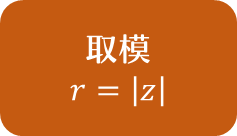 取模
r = |z|